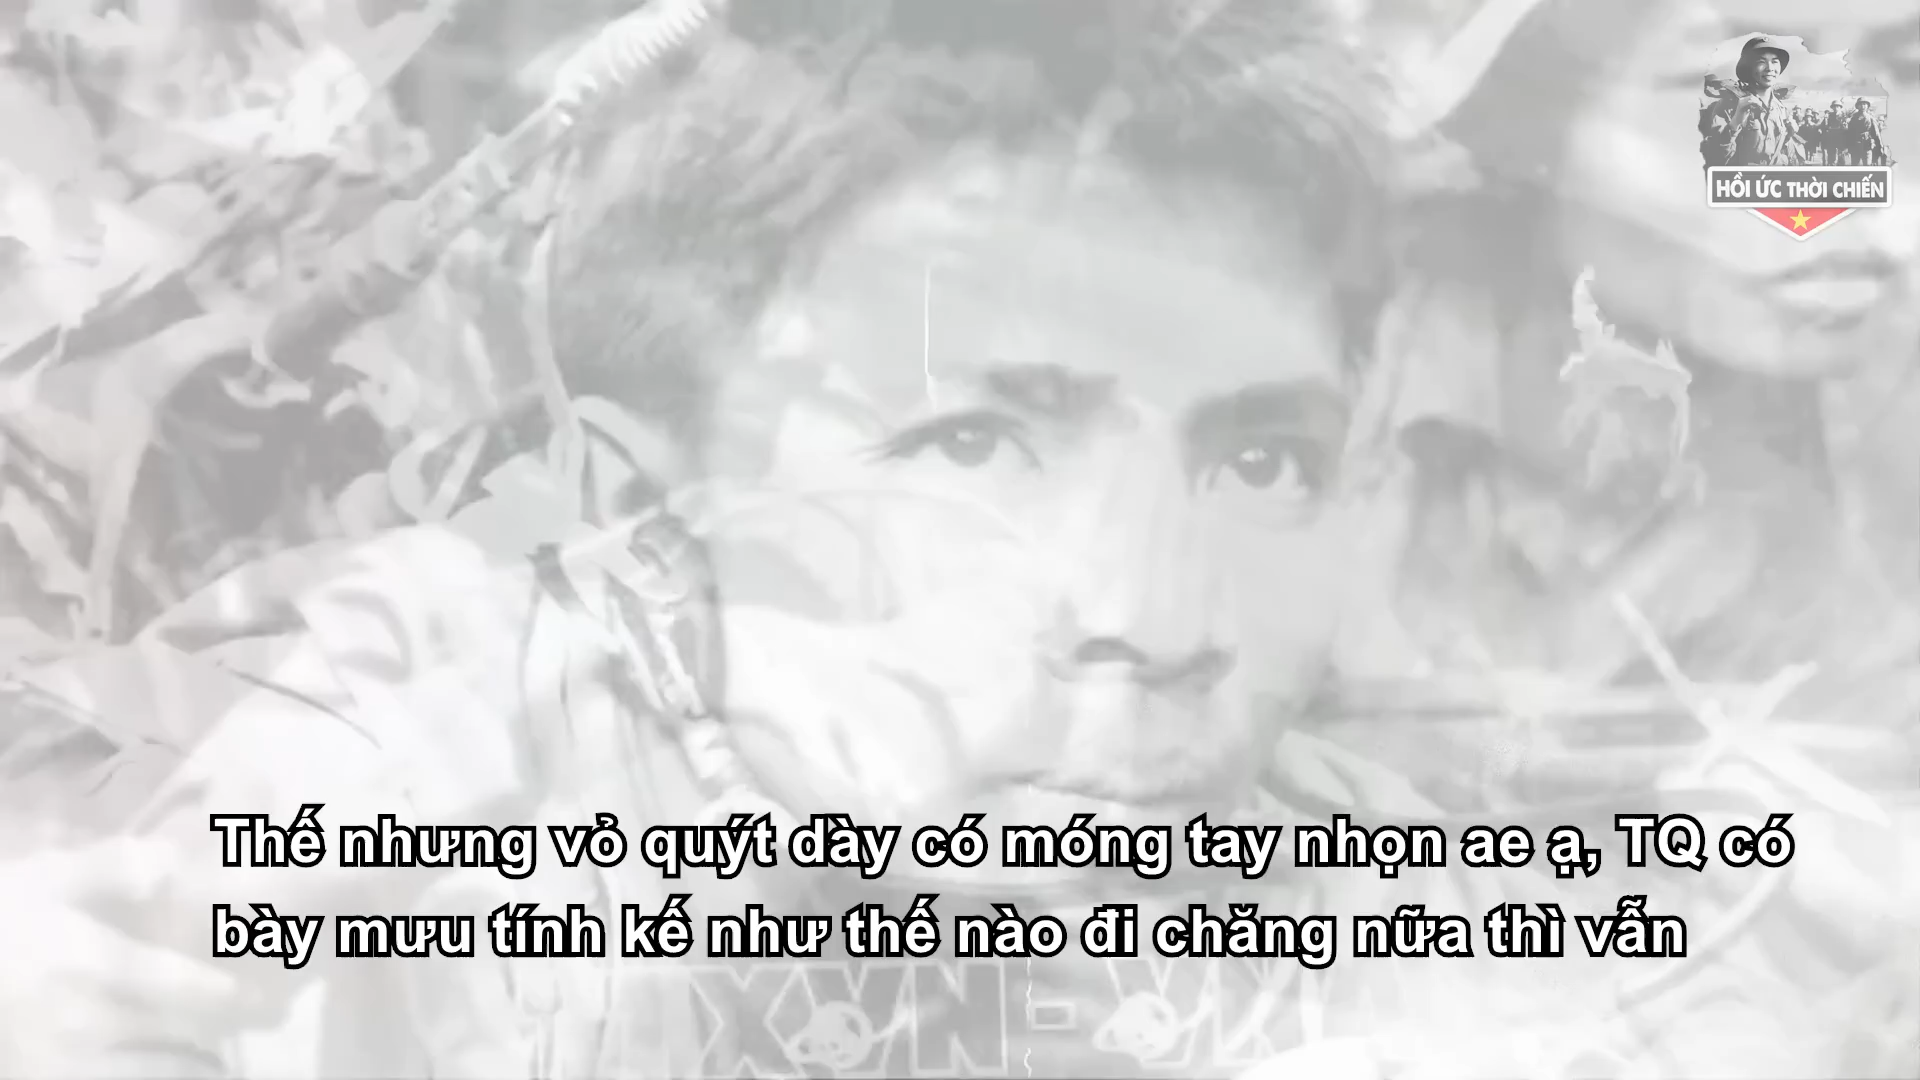 HỒI ỨC THỜI CHIẾN
Thế nhưng vỏ quýt dày có móng tay nhọn ae ạ, TQ có
bày mưu tính kế như thế nào đi chăng nữa thì vẫn